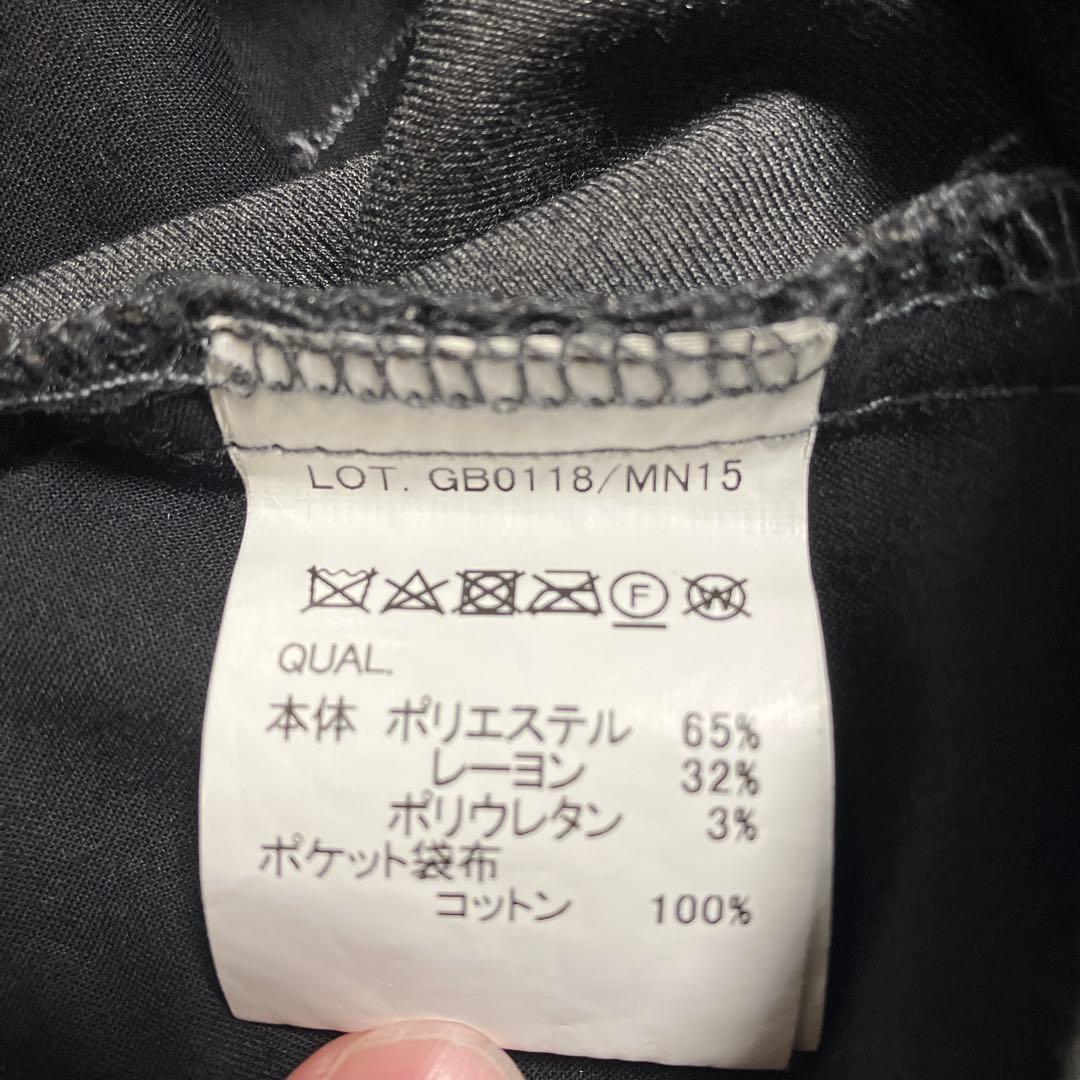 LOT. GB0118/MN15
F W
QUAL.
本体 ポリエステル 65%
レーヨン 32%
ポリウレタン 3%
ポケット袋布
コットン 100%